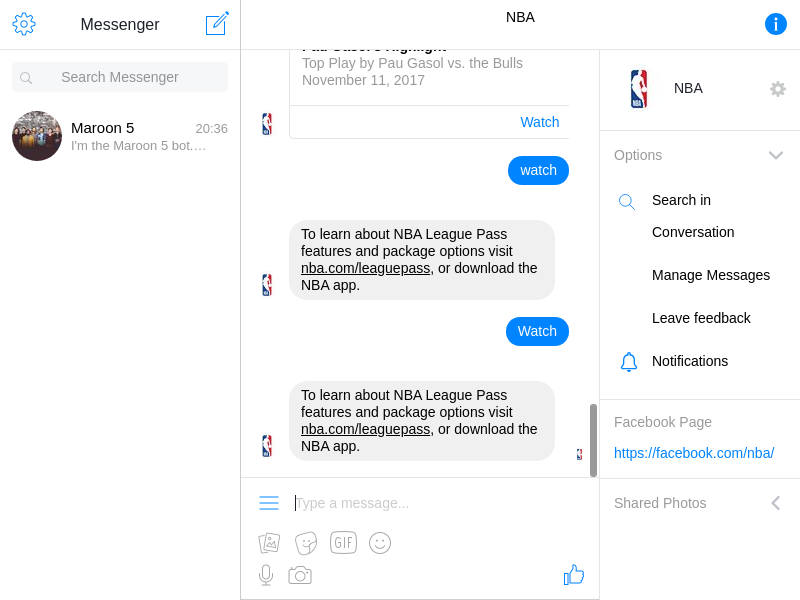 Messenger
Search Messenger
Maroon 5
20:36
I'm the Maroon 5 bot.…
NBA
Pau Gasol's Highlight
Top Play by Pau Gasol vs. the Bulls
November 11, 2017
Watch
watch
To learn about NBA League Pass
features and package options visit
nba.com/leaguepass, or download the
NBA app.
Watch
To learn about NBA League Pass
features and package options visit
nba.com/leaguepass, or download the
NBA app.
Type a message...
GIF
NBA
Options
Search in
Conversation
Manage Messages
Leave feedback
Notifications
Facebook Page
https://facebook.com/nba/
Shared Photos